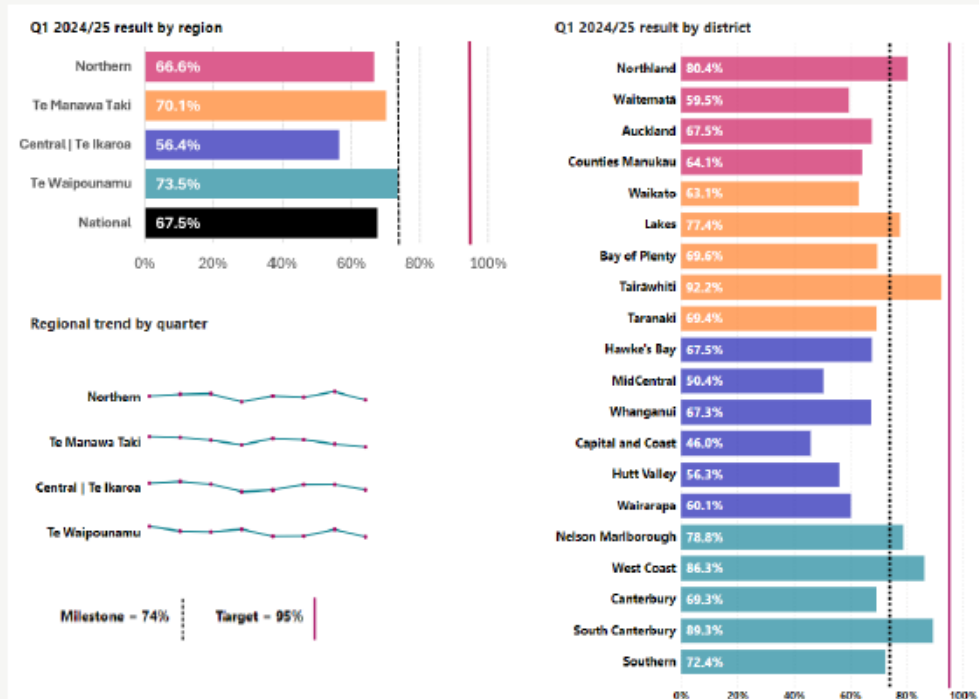 Q1 2024/25 result by region
Northern 66.6%
Te Manawa Taki 70.1%
Central | Te Ikaroa 56.4%
Te Waipounamu 73.5%
National 67.5%
0% 20% 40% 60% 80% 100%
Regional trend by quarter
Northern
Te Manawa Taki
Central | Te Ikaroa
Te Waipounamu
Milestone = 74% Target = 95%
Q1 2024/25 result by district
Northland 80.4%
Waitematā 59.5%
Auckland 67.5%
Counties Manukau 64.1%
Waikato 63.1%
Lakes 77.4%
Bay of Plenty 69.6%
Tairāwhiti 92.2%
Taranaki 69.4%
Hawke's Bay 67.5%
MidCentral 50.4%
Whanganui 67.3%
Capital and Coast 46.0%
Hutt Valley 56.3%
Wairarapa 60.1%
Nelson Marlborough 78.8%
West Coast 86.3%
Canterbury 69.3%
South Canterbury 89.3%
Southern 72.4%
0% 20% 40% 60% 80% 100%